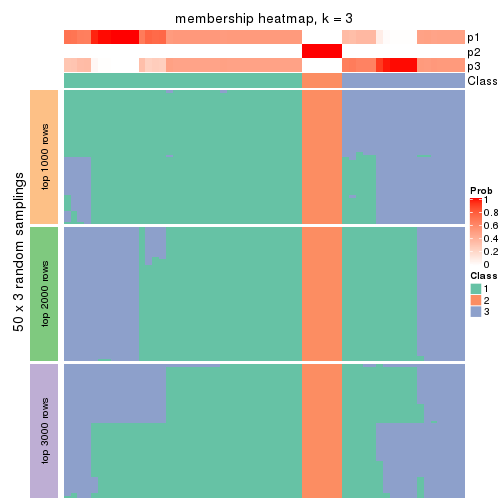 membership heatmap, k = 3
p1
p2
p3
Class
50 x 3 random samplings
top 1000 rows
top 2000 rows
top 3000 rows
Prob
1
0.8
0.6
0.4
0.2
0
Class
1
2
3